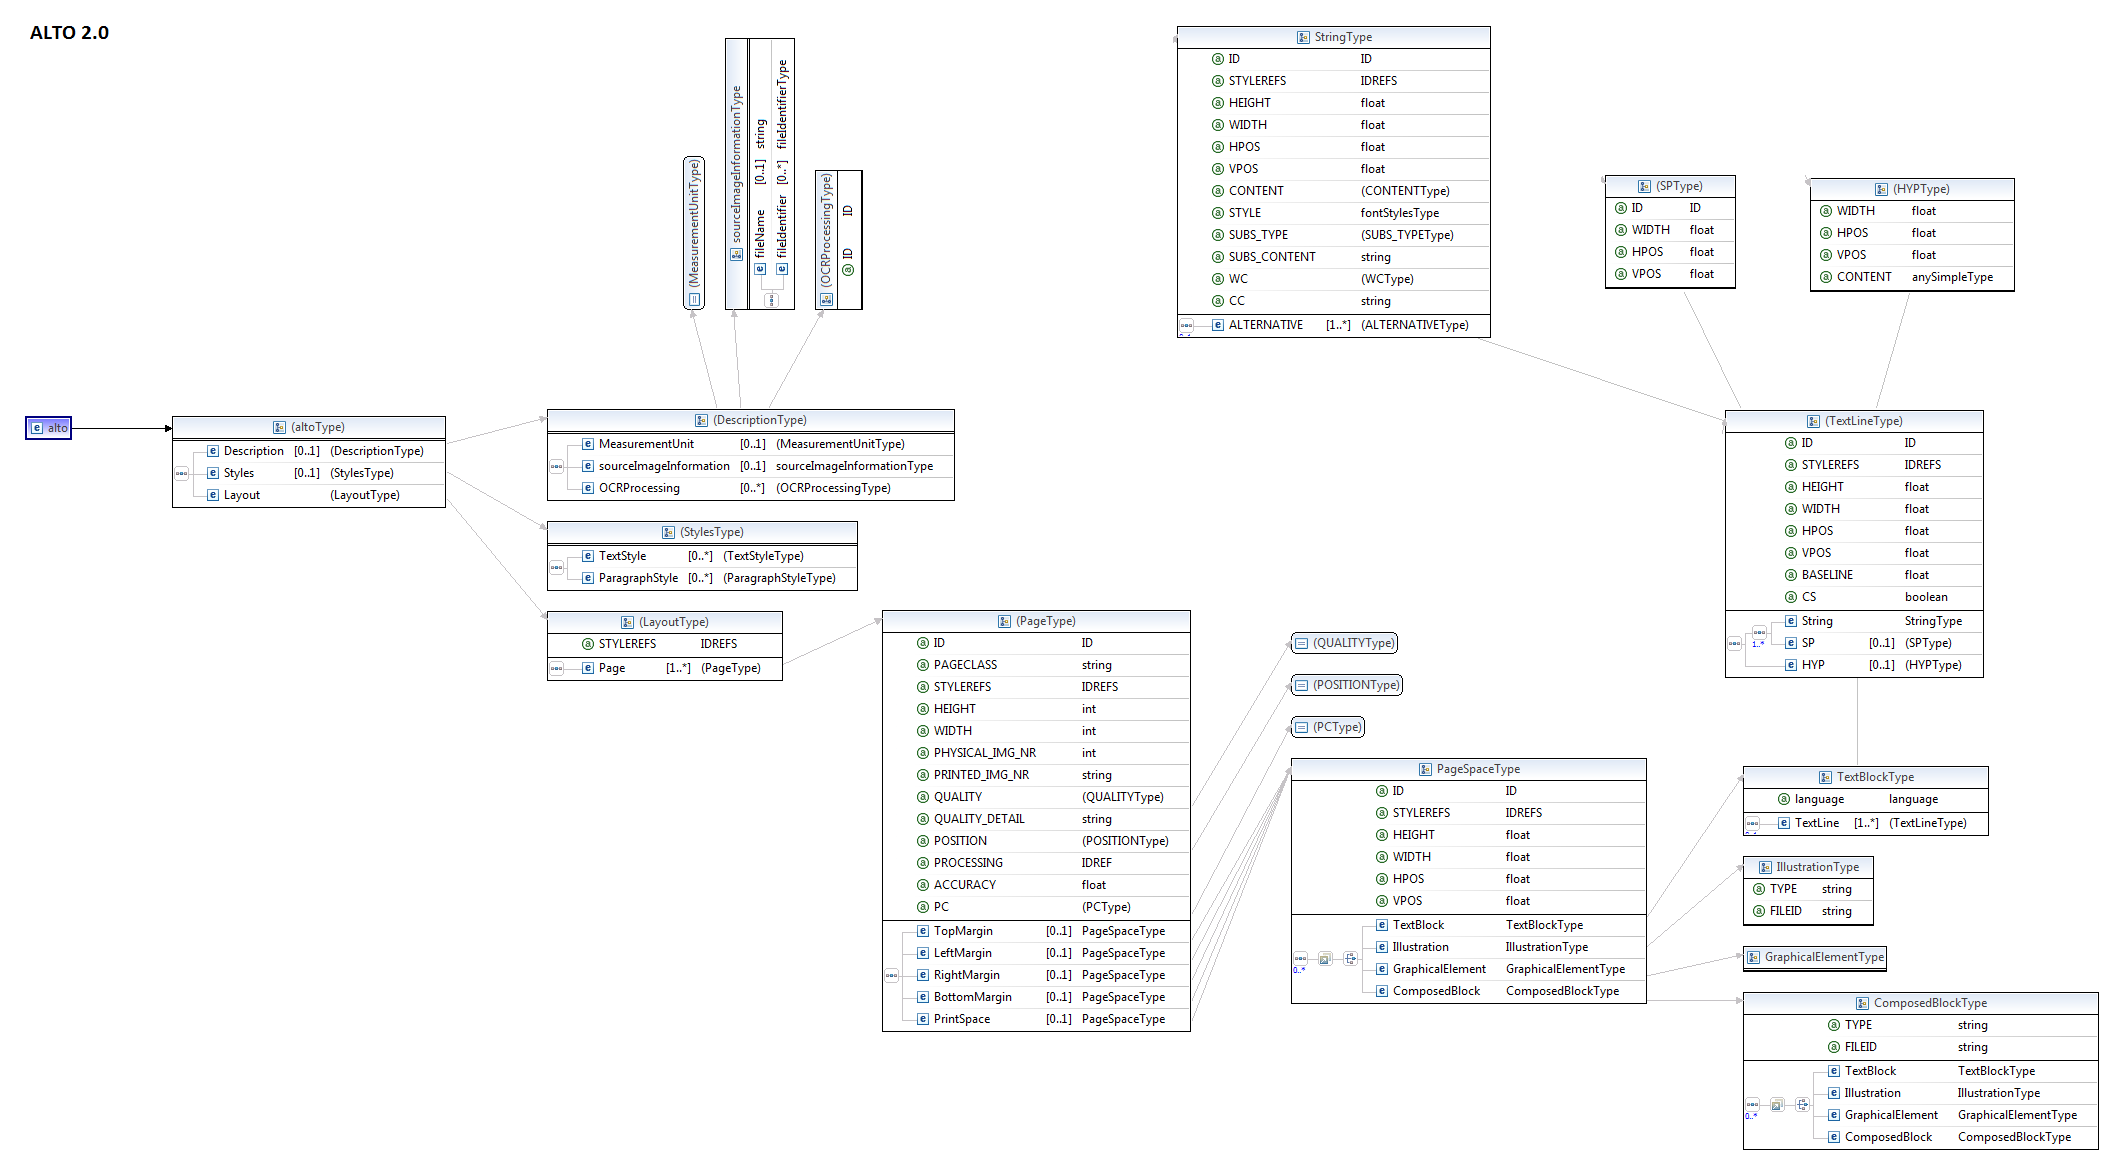 ALTO 2.0
alto
(altoType)
Description [0..1] (DescriptionType)
Styles [0..1] (StylesType)
Layout (LayoutType)
(MeasurementUnitType)
sourceImageInformationType
fileName [0..1] string
fileIdentifier [0..*] fileIdentifierType
(OCRProcessingType)
ID ID
(DescriptionType)
MeasurementUnit [0..1] (MeasurementUnitType)
sourceImageInformation [0..1] sourceImageInformationType
OCRProcessing [0..*] (OCRProcessingType)
(StylesType)
TextStyle [0..*] (TextStyleType)
ParagraphStyle [0..*] (ParagraphStyleType)
(LayoutType)
STYLEREFS IDREFS
Page [1..*] (PageType)
(PageType)
ID ID
PAGECLASS string
STYLEREFS IDREFS
HEIGHT int
WIDTH int
PHYSICAL_IMG_NR int
PRINTED_IMG_NR string
QUALITY (QUALITYType)
QUALITY_DETAIL string
POSITION (POSITIONType)
PROCESSING IDREF
ACCURACY float
PC (PCType)
TopMargin [0..1] PageSpaceType
LeftMargin [0..1] PageSpaceType
RightMargin [0..1] PageSpaceType
BottomMargin [0..1] PageSpaceType
PrintSpace [0..1] PageSpaceType
(QUALITYType)
(POSITIONType)
(PCType)
PageSpaceType
ID ID
STYLEREFS IDREFS
HEIGHT float
WIDTH float
HPOS float
VPOS float
TextBlock TextBlockType
Illustration IllustrationType
GraphicalElement GraphicalElementType
ComposedBlock ComposedBlockType
0..*
StringType
ID ID
STYLEREFS IDREFS
HEIGHT float
WIDTH float
HPOS float
VPOS float
CONTENT (CONTENTType)
STYLE fontStylesType
SUBS_TYPE (SUBS_TYPEType)
SUBS_CONTENT string
WC (WCType)
CC string
ALTERNATIVE [1..*] (ALTERNATIVEType)
(SPType)
ID ID
WIDTH float
HPOS float
VPOS float
(HYPType)
WIDTH float
HPOS float
VPOS float
CONTENT anySimpleType
(TextLineType)
ID ID
STYLEREFS IDREFS
HEIGHT float
WIDTH float
HPOS float
VPOS float
BASELINE float
CS boolean
String StringType
1..* SP [0..1] (SPType)
HYP [0..1] (HYPType)
TextBlockType
language language
TextLine [1..*] (TextLineType)
IllustrationType
TYPE string
FILEID string
GraphicalElementType
ComposedBlockType
TYPE string
FILEID string
TextBlock TextBlockType
Illustration IllustrationType
GraphicalElement GraphicalElementType
0..*
ComposedBlock ComposedBlockType